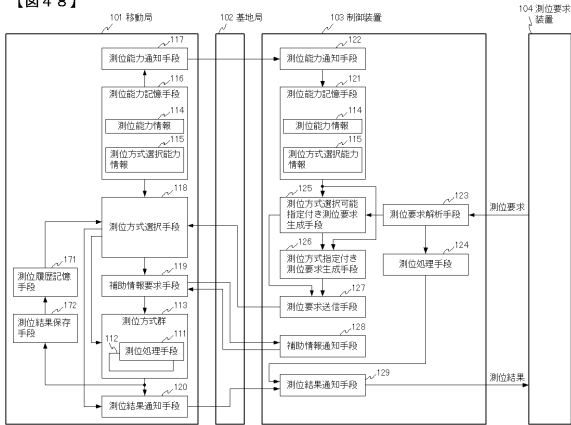 【図４８】
101 移動局
102 基地局
103 制御装置
104 測位要求
装置
117
測位能力通知手段
116
測位能力記憶手段
114
測位能力情報
115
測位方式選択能力
情報
118
測位方式選択手段
119
補助情報要求手段
113
測位方式群
112
111
測位処理手段
120
測位結果通知手段
171
測位履歴記憶
手段
172
測位結果保存
手段
122
測位能力通知手段
121
測位能力記憶手段
114
測位能力情報
115
測位方式選択能力
情報
125
測位方式選択可能
指定付き測位要求
生成手段
123
測位要求解析手段
測位要求
126
測位方式指定付き
測位要求生成手段
124
測位処理手段
127
測位要求送信手段
128
補助情報通知手段
129
測位結果通知手段
測位結果